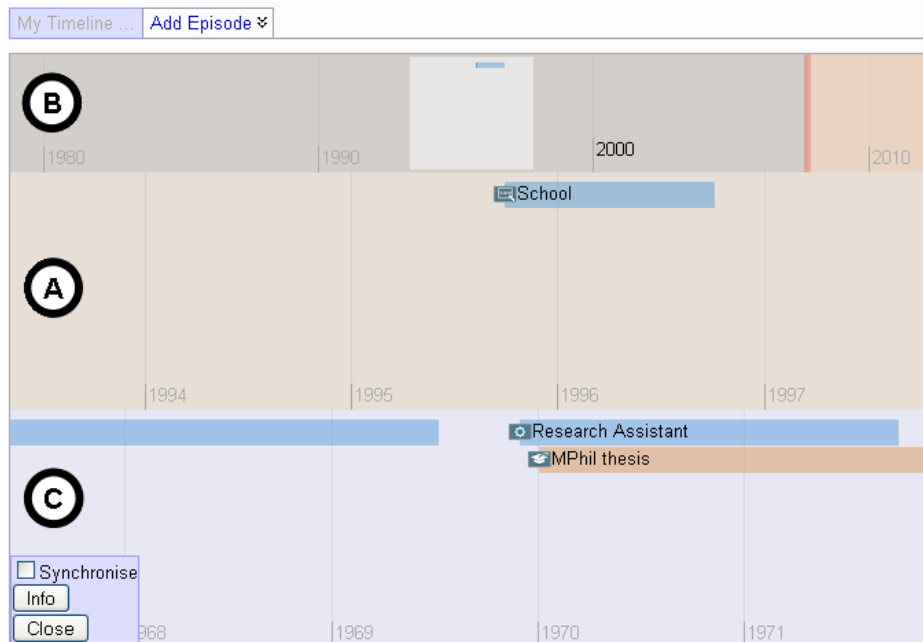 My Timeline ... Add Episode
B
1980 1990 2000 2010
School
A
1994 1995 1996 1997
Research Assistant
MPhil thesis
C
Synchronise
Info
Close
968 1969 1970 1971